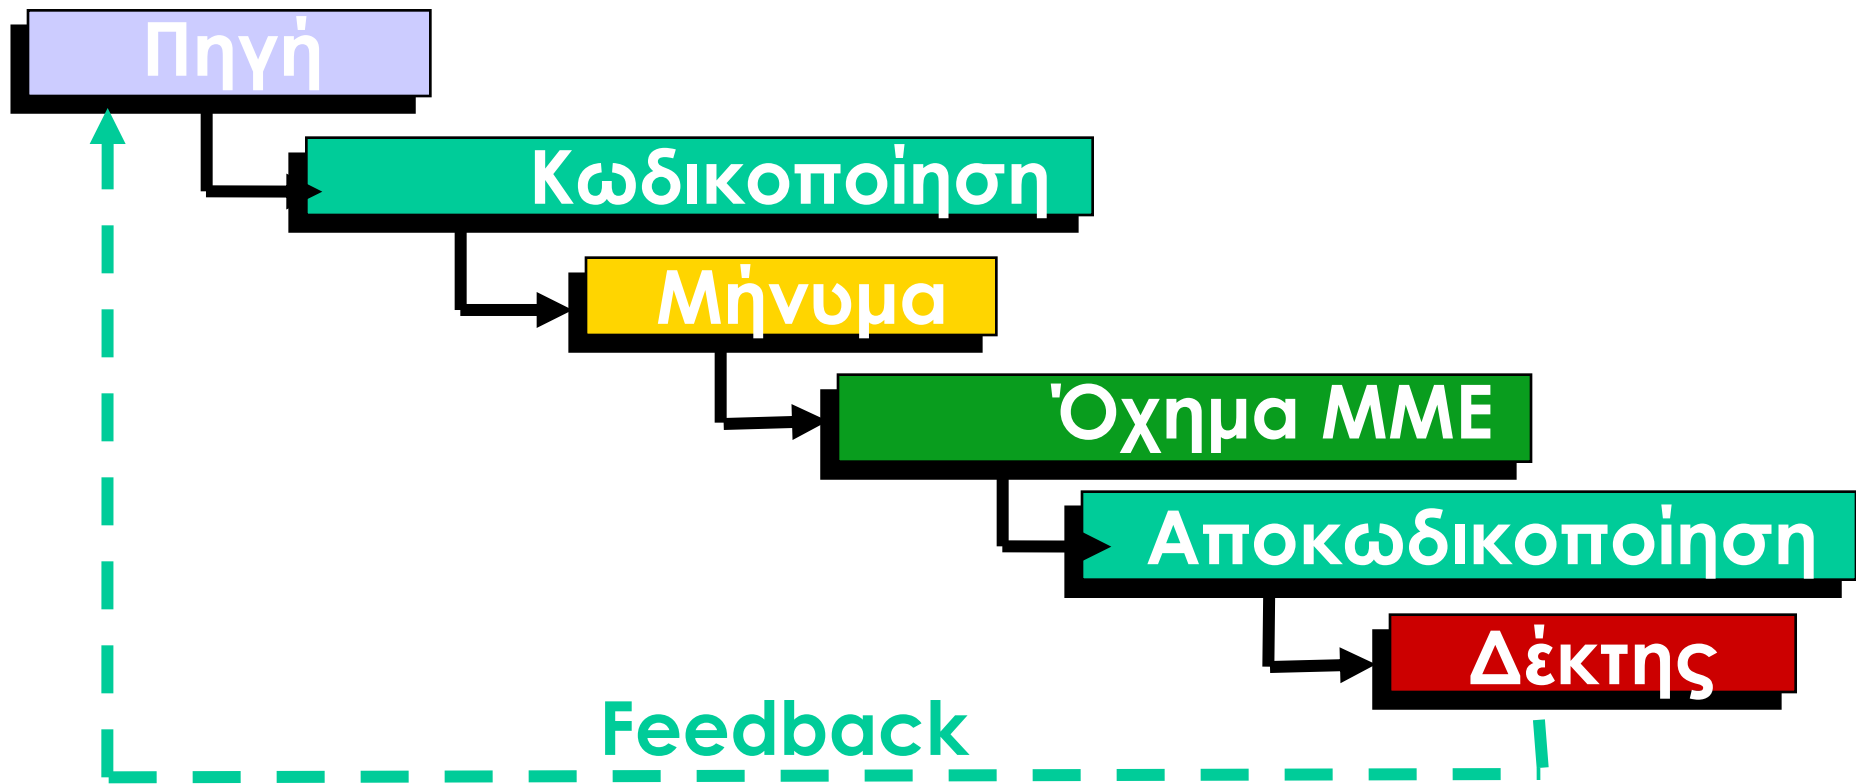 Πηγή
Κωδικοποίηση
Μήνυμα
Όχημα ΜΜΕ
Αποκωδικοποίηση
Δέκτης
Feedback